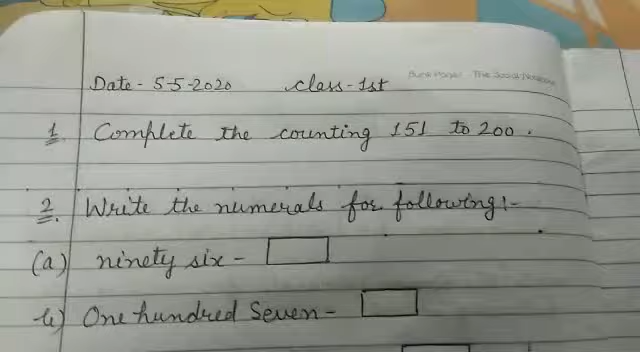 Date - 5-5-2020 class - 1st
1. Complete the counting 151 to 200.
2. Write the numerals for following :-
(a) ninety six -
b) One hundred Seven -